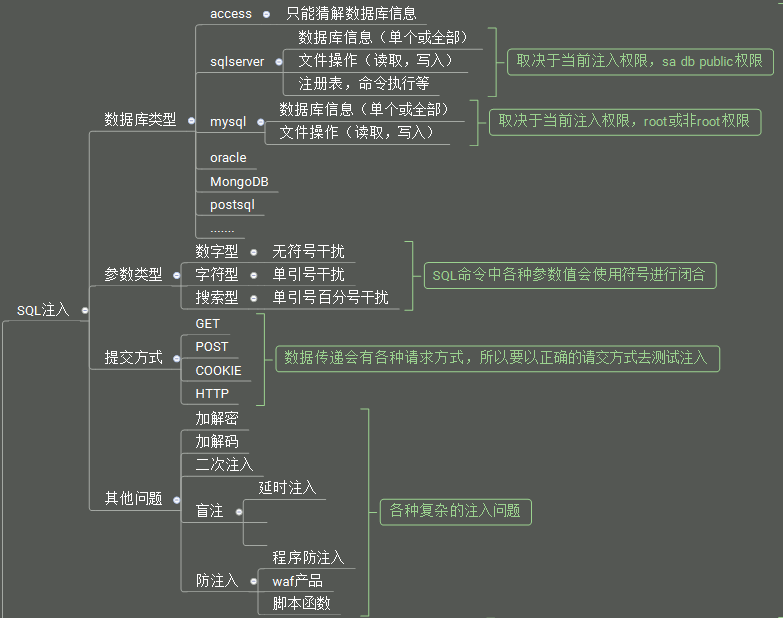 SQL注入
数据库类型
access
只能猜解数据库信息
sqlserver
数据库信息（单个或全部）
文件操作（读取，写入）
注册表，命令执行等
取决于当前注入权限，sa db public权限
mysql
数据库信息（单个或全部）
文件操作（读取，写入）
取决于当前注入权限，root或非root权限
oracle
MongoDB
postsql
.......
参数类型
数字型
无符号干扰
字符型
单引号干扰
搜索型
单引号百分号干扰
SQL命令中各种参数值会使用符号进行闭合
提交方式
GET
POST
COOKIE
HTTP
数据传递会有各种请求方式，所以要以正确的请交方式去测试注入
其他问题
加解密
加解码
二次注入
盲注
延时注入
防注入
程序防注入
waf产品
脚本函数
各种复杂的注入问题